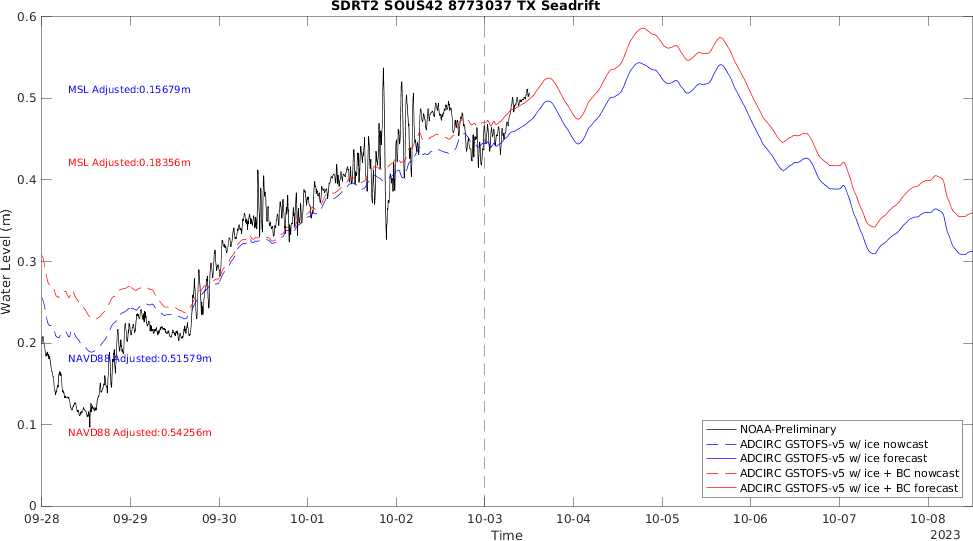 SDRT2 SOUS42 8773037 TX Seadrift
0.6
0.5
0.4
0.3
0.2
0.1
0
Water Level (m)
MSL Adjusted:0.15679m
MSL Adjusted:0.18356m
NAVD88 Adjusted:0.51579m
NAVD88 Adjusted:0.54256m
NOAA-Preliminary
ADCIRC GSTOFS-v5 w/ ice nowcast
ADCIRC GSTOFS-v5 w/ ice forecast
ADCIRC GSTOFS-v5 w/ ice + BC nowcast
ADCIRC GSTOFS-v5 w/ ice + BC forecast
09-28 09-29 09-30 10-01 10-02 10-03 10-04 10-05 10-06 10-07 10-08
2023
Time